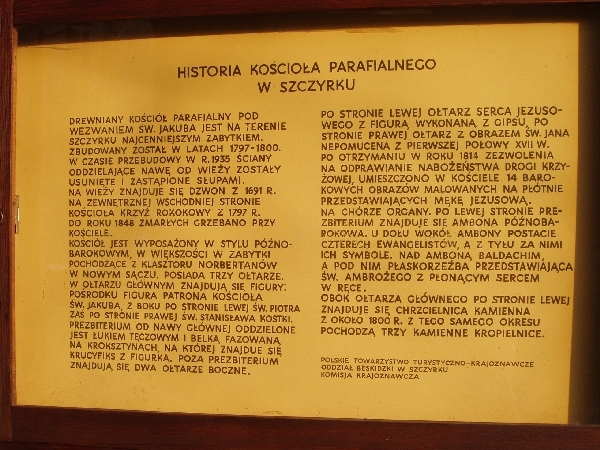 HISTORIA KOŚCIOŁA PARAFIALNEGO
W SZCZYRKU
DREWNIANY KOŚCIÓŁ PARAFIALNY POD
WEZWANIEM ŚW. JAKUBA JEST NA TERENIE
SZCZYRKU NAJCENNIEJSZYM ZABYTKIEM.
ZBUDOWANY ZOSTAŁ W LATACH 1797-1800.
W CZASIE PRZEBUDOWY W R. 1935 ŚCIANY
ODDZIELAJĄCE NAWĘ OD WIEŻY ZOSTAŁY
USUNIĘTE I ZASTĄPIONE SŁUPAMI.
NA WIEŻY ZNAJDUJE SIĘ DZWON Z 1691 R.
NA ZEWNĘTRZNEJ WSCHODNIEJ STRONIE
KOŚCIOŁA KRZYŻ ROKOKOWY Z 1797 R.
DO ROKU 1848 ZMARŁYCH GRZEBANO PRZY
KOŚCIELE.
KOŚCIÓŁ JEST WYPOSAŻONY W STYLU PÓŹNO-
BAROKOWYM, W WIĘKSZOŚCI W ZABYTKI
POCHODZĄCE Z KLASZTORU NORBERTANÓW
W NOWYM SĄCZU. POSIADA TRZY OŁTARZE.
W OŁTARZU GŁÓWNYM ZNAJDUJĄ SIĘ FIGURY:
POŚRODKU FIGURA PATRONA KOŚCIOŁA
ŚW. JAKUBA, Z BOKU PO STRONIE LEWEJ ŚW. PIOTRA
ZAŚ PO STRONIE PRAWEJ ŚW. STANISŁAWA KOSTKI.
PREZBITERIUM OD NAWY GŁÓWNEJ ODDZIELONE
JEST ŁUKIEM TĘCZOWYM I BELKĄ, FAZOWANĄ
NA KROKSZTYNACH, NA KTÓREJ ZNAJDUJE SIĘ
KRUCYFIKS Z FIGURKĄ. POZA PREZBITERIUM
ZNAJDUJĄ SIĘ DWA OŁTARZE BOCZNE.
PO STRONIE LEWEJ OŁTARZ SERCA JEZUSO-
WEGO Z FIGURĄ WYKONANĄ Z GIPSU, PO
STRONIE PRAWEJ OŁTARZ Z OBRAZEM ŚW. JANA
NEPOMUCENA Z PIERWSZEJ POŁOWY XVII W.
PO OTRZYMANIU W ROKU 1814 ZEZWOLENIA
NA ODPRAWIANIE NABOŻEŃSTWA DROGI KRZY-
ŻOWEJ, UMIESZCZONO W KOŚCIELE 14 BARO-
KOWYCH OBRAZÓW MALOWANYCH NA PŁÓTNIE
PRZEDSTAWIAJĄCYCH MĘKĘ JEZUSOWĄ.
NA CHÓRZE ORGANY. PO LEWEJ STRONIE PRE-
ZBITERIUM ZNAJDUJE SIĘ AMBONA PÓŹNOBA-
ROKOWA. U DOŁU WOKÓŁ AMBONY POSTACIE
CZTERECH EWANGELISTÓW, A Z TYŁU ZA NIMI
ICH SYMBOLE. NAD AMBONĄ BALDACHIM,
A POD NIM PŁASKORZEŹBA PRZEDSTAWIAJĄCA
ŚW. AMBROŻEGO Z PŁONĄCYM SERCEM
W RĘCE.
OBOK OŁTARZA GŁÓWNEGO PO STRONIE LEWEJ
ZNAJDUJE SIĘ CHRZCIELNICA KAMIENNA
Z OKOŁO 1800 R. Z TEGO SAMEGO OKRESU
POCHODZĄ TRZY KAMIENNE KROPIELNICE.
POLSKIE TOWARZYSTWO TURYSTYCZNO-KRAJOZNAWCZE
ODDZIAŁ BESKIDZKI W SZCZYRKU
KOMISJA KRAJOZNAWCZA